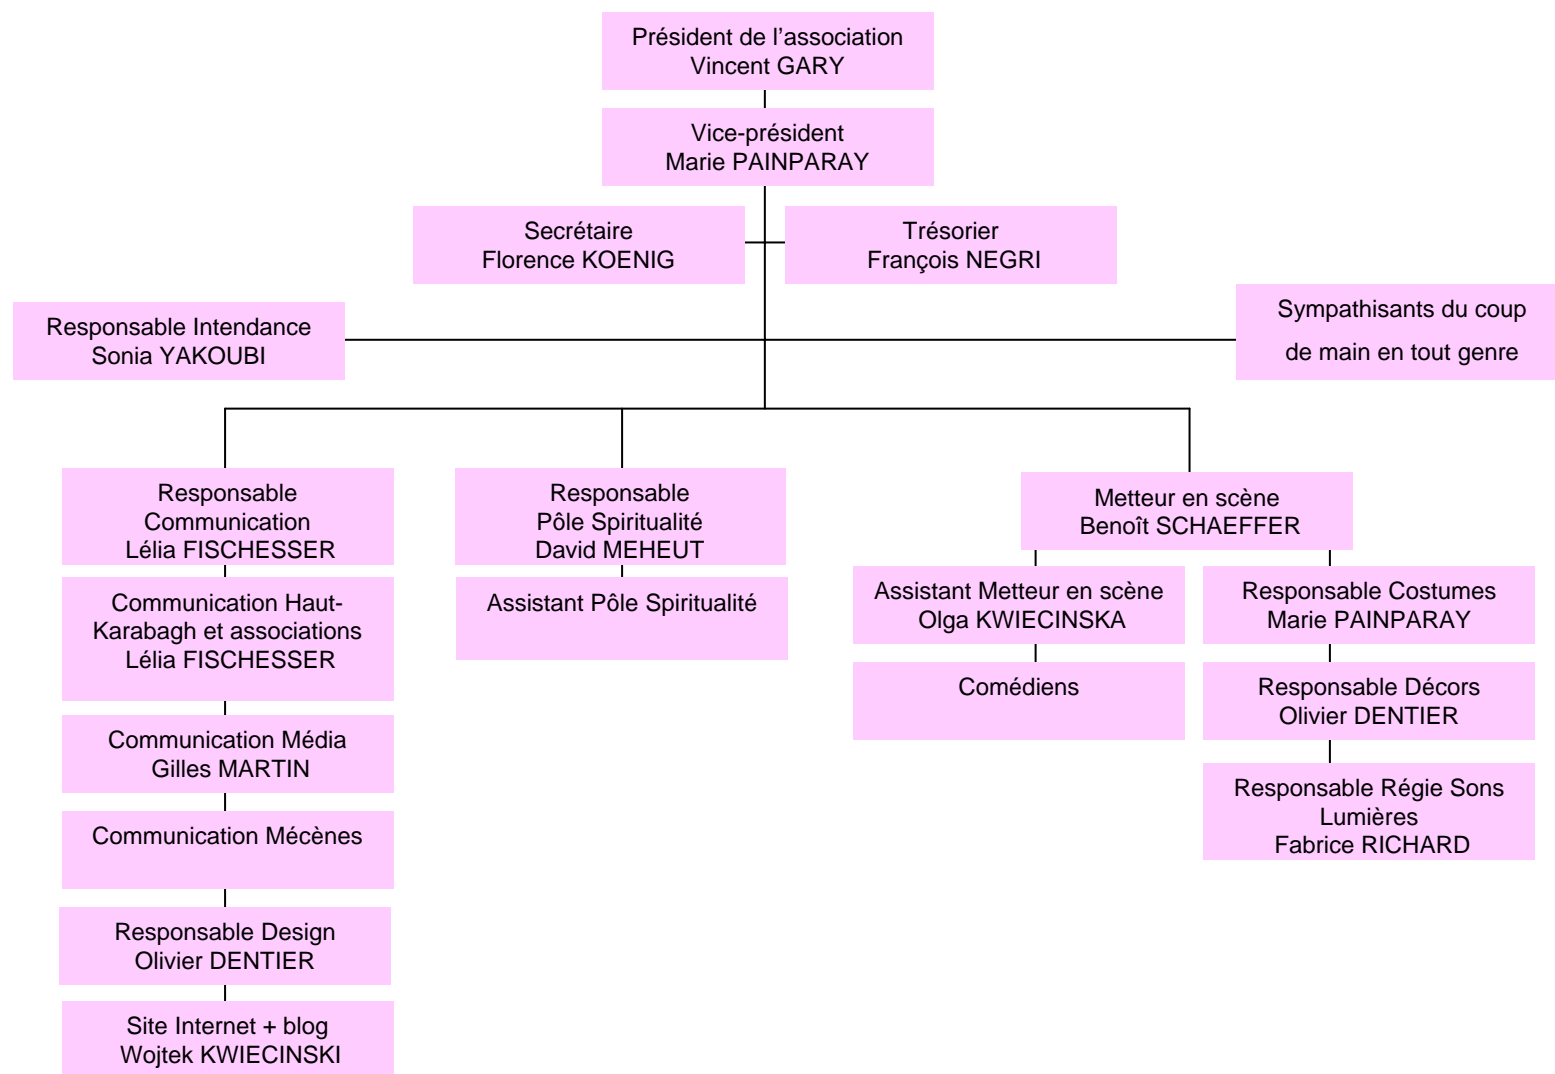 Président de l’association
Vincent GARY
Vice-président
Marie PAINPARAY
Secrétaire
Florence KOENIG
Trésorier
François NEGRI
Responsable Intendance
Sonia YAKOUBI
Sympathisants du coup
de main en tout genre
Responsable
Communication
Lélia FISCHESSER
Communication Haut-
Karabagh et associations
Lélia FISCHESSER
Communication Média
Gilles MARTIN
Communication Mécènes
Responsable Design
Olivier DENTIER
Site Internet + blog
Wojtek KWIECINSKI
Responsable
Pôle Spiritualité
David MEHEUT
Assistant Pôle Spiritualité
Metteur en scène
Benoît SCHAEFFER
Assistant Metteur en scène
Olga KWIECINSKA
Comédiens
Responsable Costumes
Marie PAINPARAY
Responsable Décors
Olivier DENTIER
Responsable Régie Sons
Lumières
Fabrice RICHARD